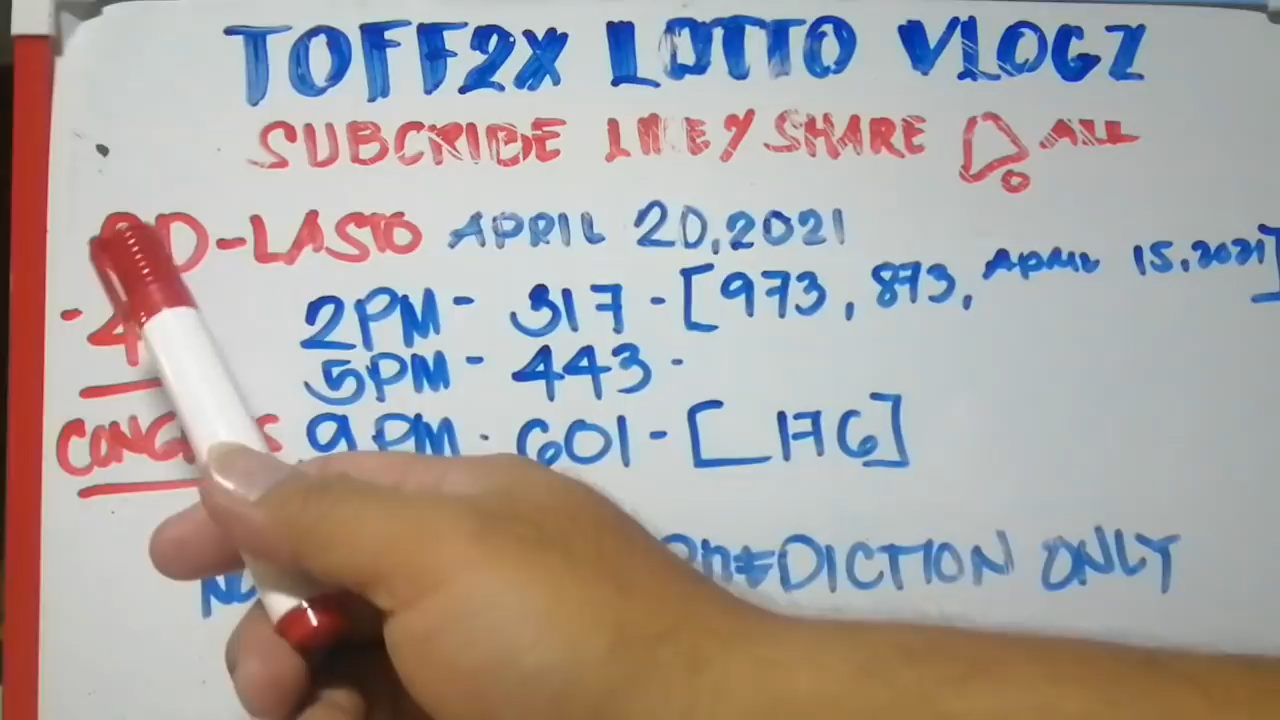 TOFF2X LOTTO VLOGZ
SUBCRIBE LIKE/SHARE ALL
D-LASTO APRIL 20,2021
2PM- 317-[973, 873, APRIL 15.2021]
5PM- 443-
9PM- 601-[176]
DICTION ONLY